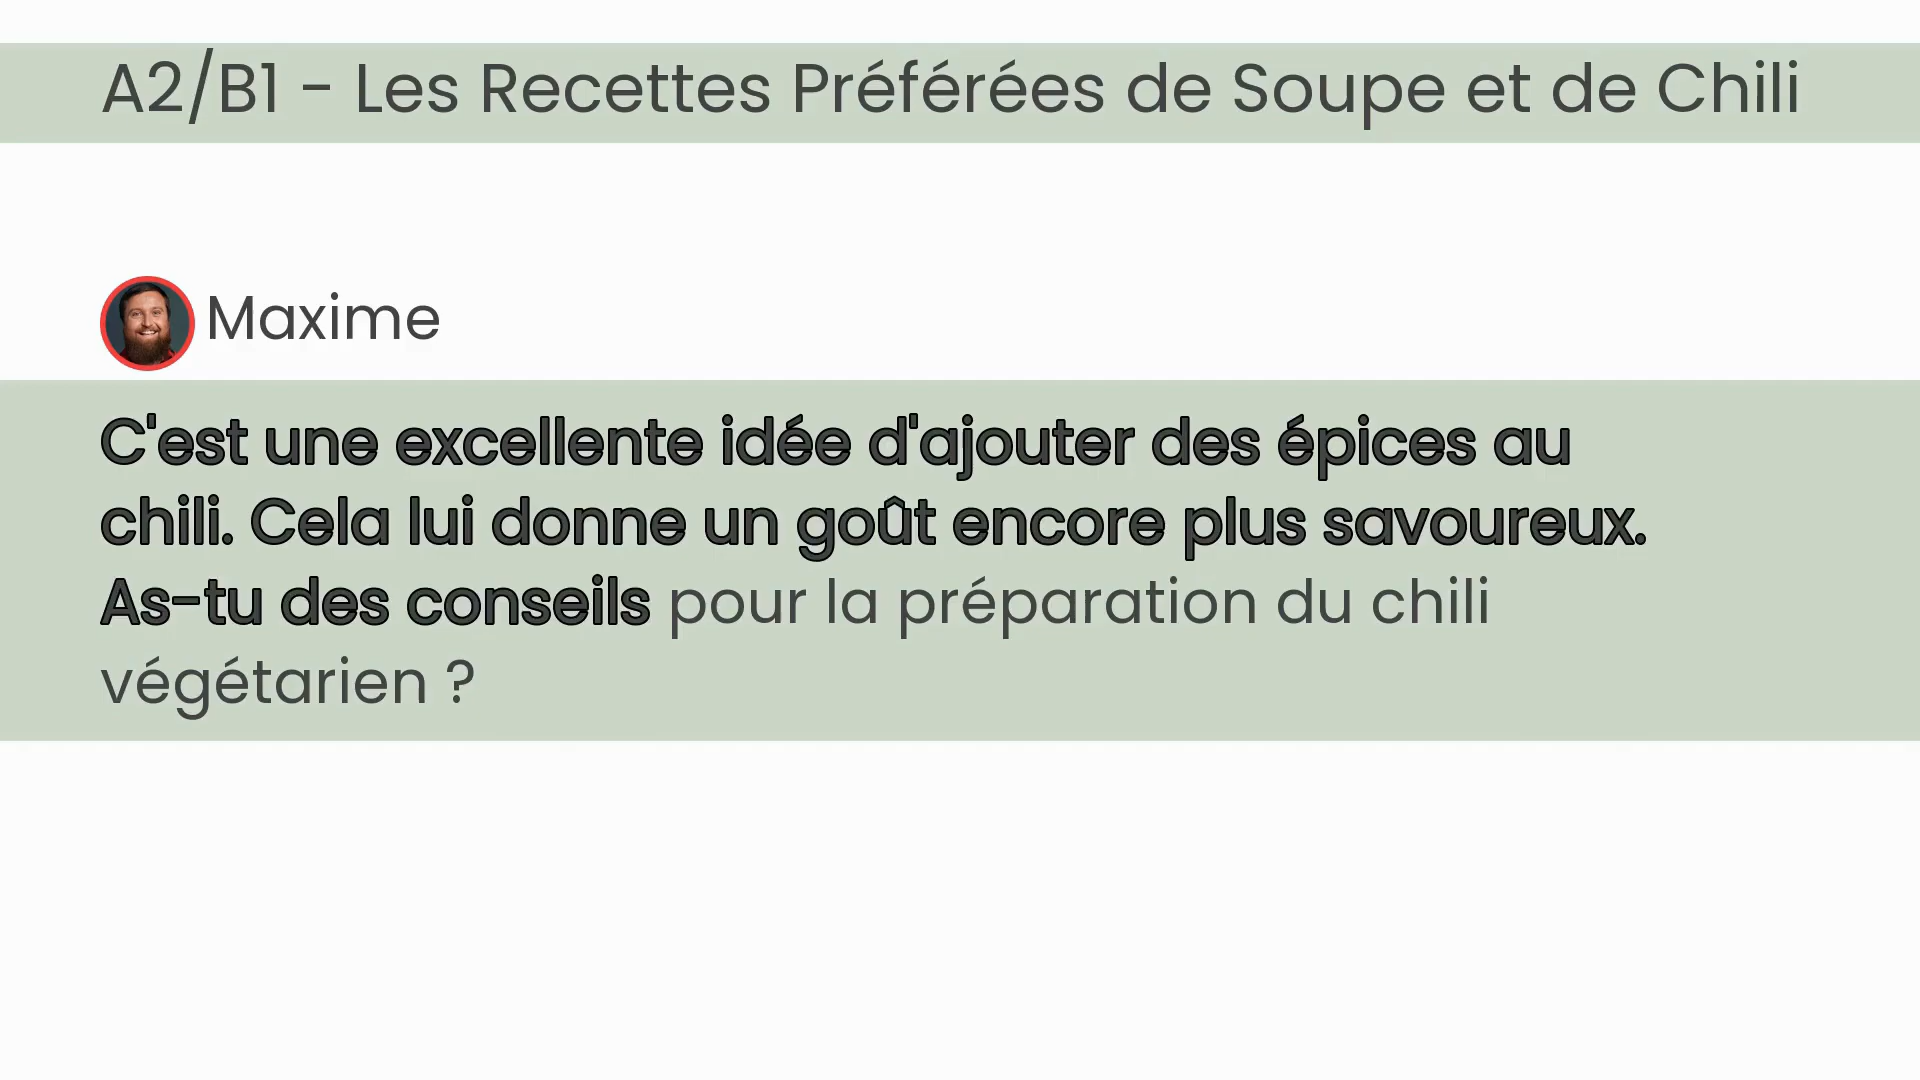 A2/B1 - Les Recettes Préférées de Soupe et de Chili
Maxime
C'est une excellente idée d'ajouter des épices au
chili. Cela lui donne un goût encore plus savoureux.
As-tu des conseils pour la préparation du chili
végétarien ?